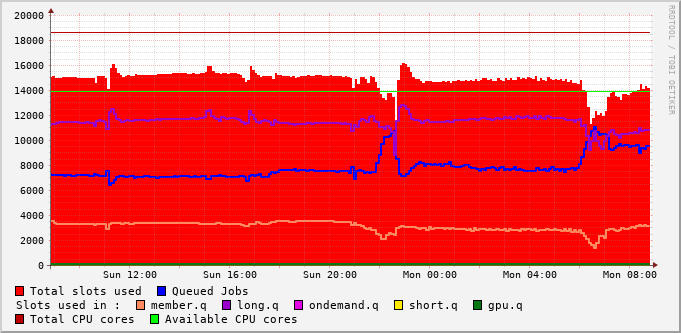 20000
18000
16000
14000
12000
10000
8000
6000
4000
2000
0
Sun 12:00 Sun 16:00 Sun 20:00 Mon 00:00 Mon 04:00 Mon 08:00
Total slots used Queued Jobs
Slots used in : member.q long.q ondemand.q short.q gpu.q
Total CPU cores Available CPU cores
RRDTOOL / TOBI OETIKER